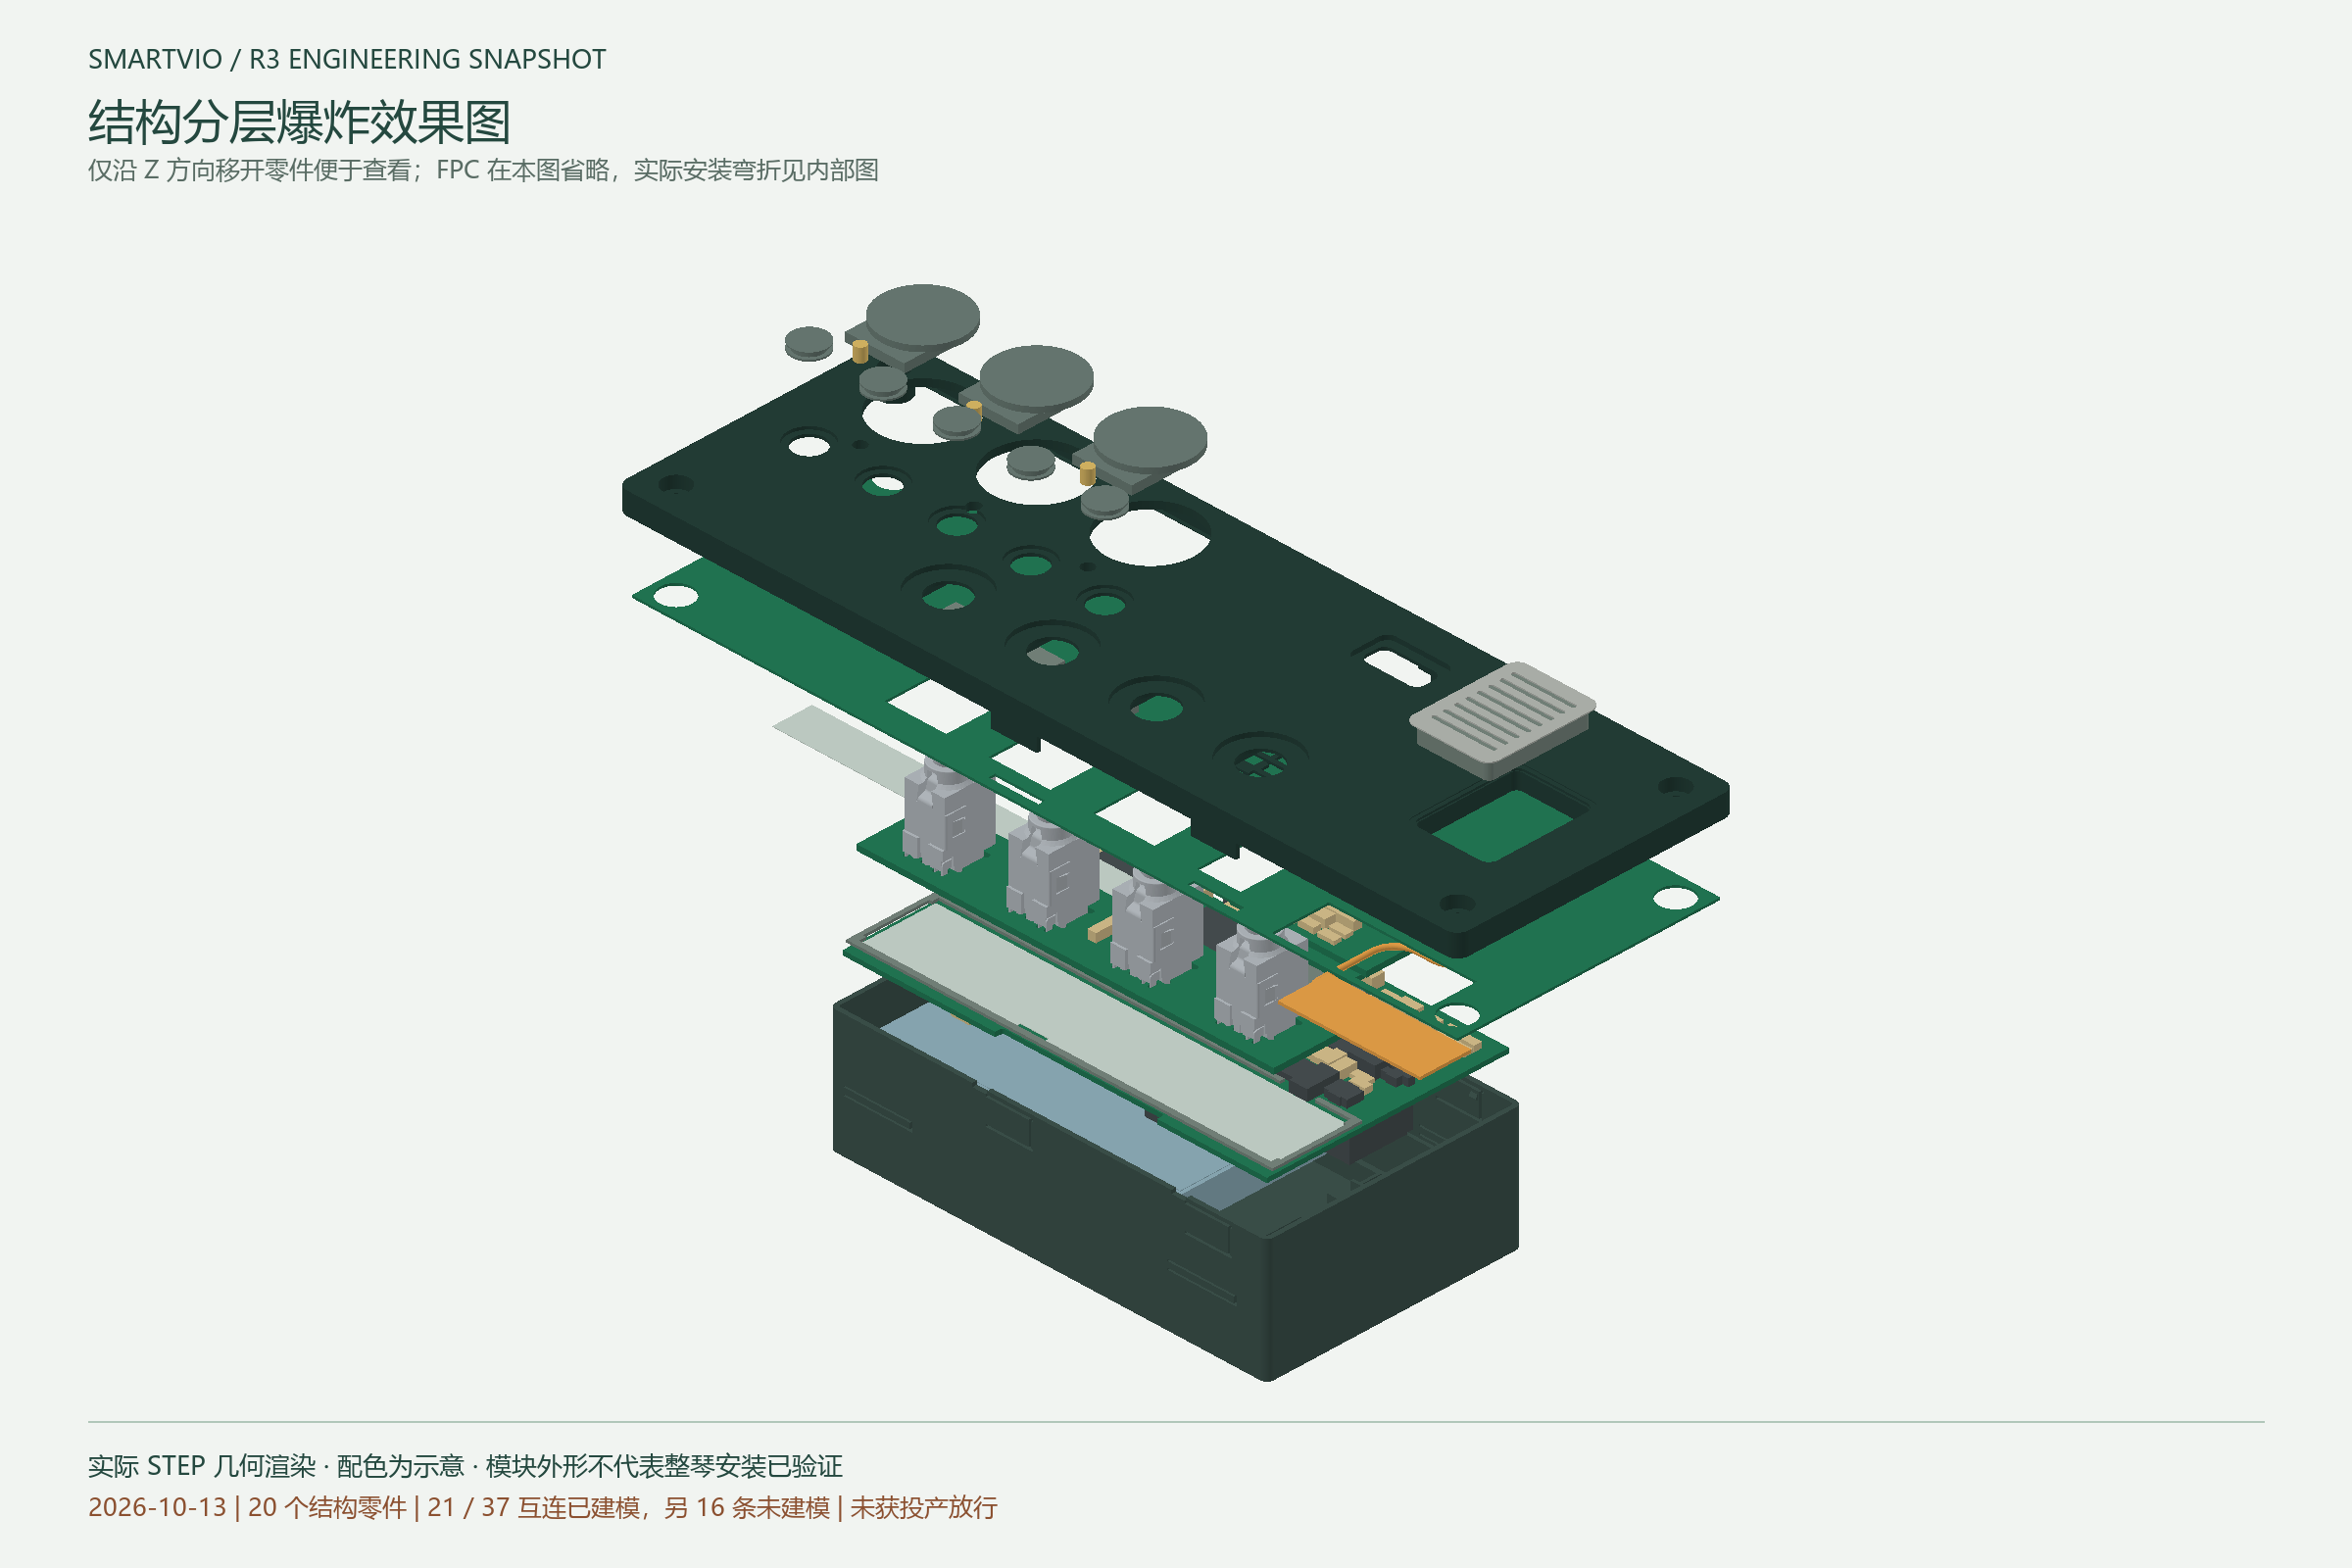 SMARTVIO / R3 ENGINEERING SNAPSHOT
结构分层爆炸效果图
仅沿 Z 方向移开零件便于查看；FPC 在本图省略，实际安装弯折见内部图
实际 STEP 几何渲染 · 配色为示意 · 模块外形不代表整琴安装已验证
2026-10-13 | 20 个结构零件 | 21 / 37 互连已建模，另 16 条未建模 | 未获投产放行